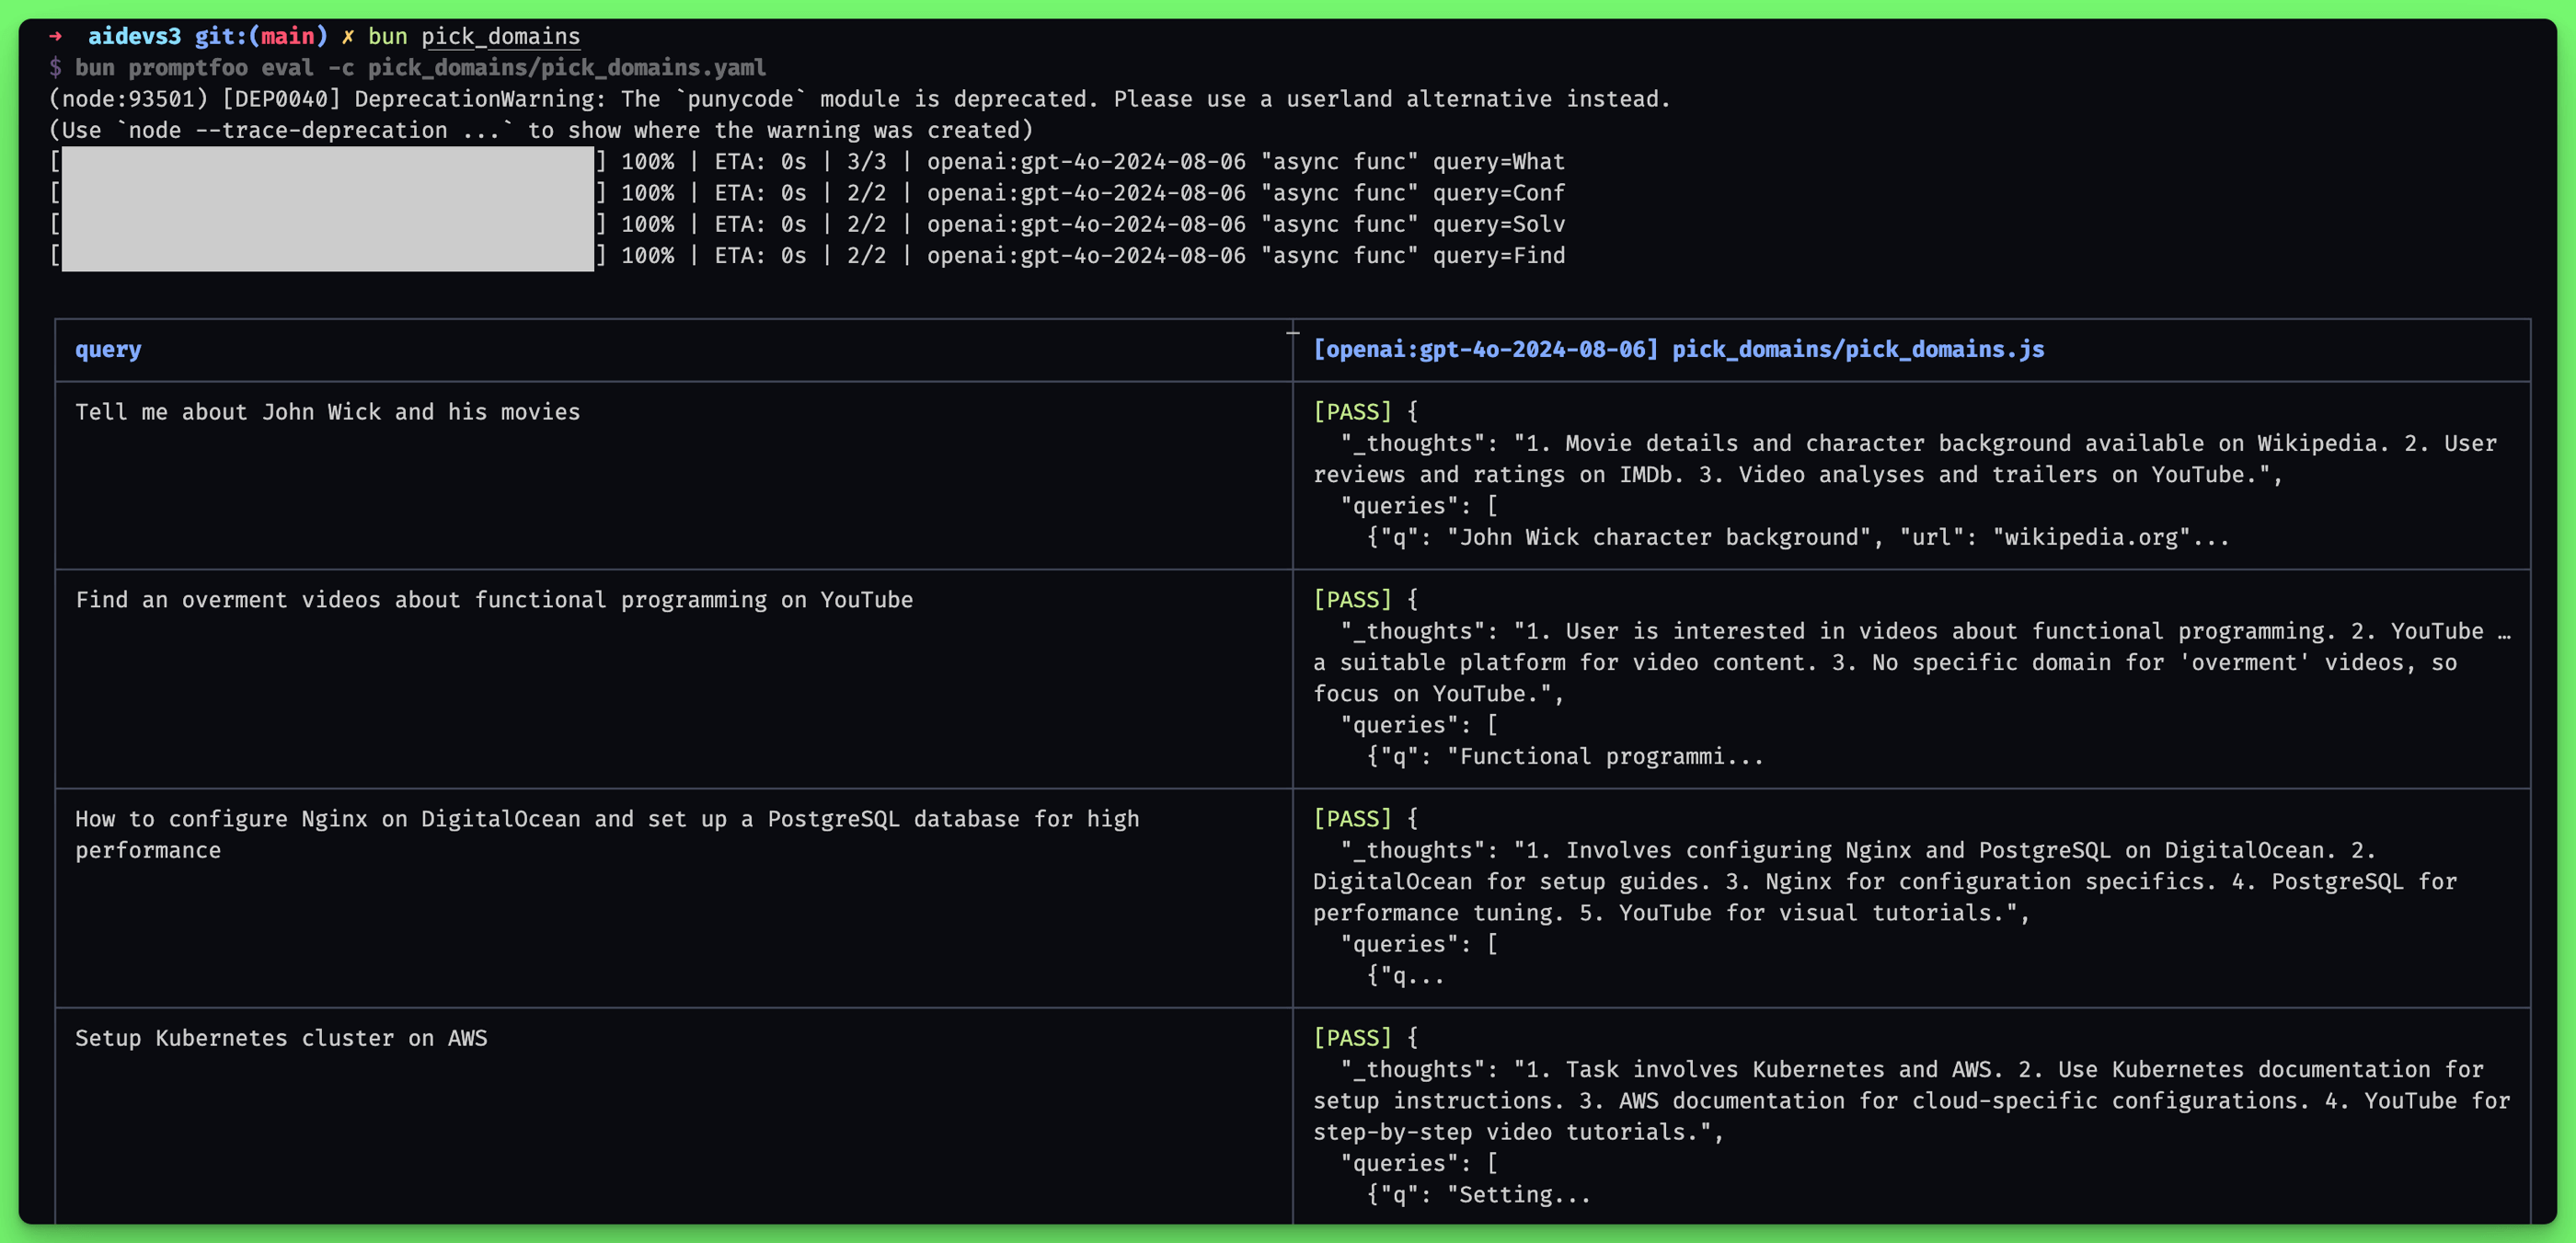 → aidevs3 git:(main) ✗ bun pick_domains
$ bun promptfoo eval -c pick_domains/pick_domains.yaml
(node:93501) [DEP0040] DeprecationWarning: The `punycode` module is deprecated. Please use a userland alternative instead.
(Use `node --trace-deprecation ...` to show where the warning was created)
[ ] 100% | ETA: 0s | 3/3 | openai:gpt-4o-2024-08-06 "async func" query=What
[ ] 100% | ETA: 0s | 2/2 | openai:gpt-4o-2024-08-06 "async func" query=Conf
[ ] 100% | ETA: 0s | 2/2 | openai:gpt-4o-2024-08-06 "async func" query=Solv
[ ] 100% | ETA: 0s | 2/2 | openai:gpt-4o-2024-08-06 "async func" query=Find
query
[openai:gpt-4o-2024-08-06] pick_domains/pick_domains.js
Tell me about John Wick and his movies
[PASS] {
"_thoughts": "1. Movie details and character background available on Wikipedia. 2. User
reviews and ratings on IMDb. 3. Video analyses and trailers on YouTube.",
"queries": [
{"q": "John Wick character background", "url": "wikipedia.org"...
Find an overment videos about functional programming on YouTube
[PASS] {
"_thoughts": "1. User is interested in videos about functional programming. 2. YouTube …
a suitable platform for video content. 3. No specific domain for 'overment' videos, so
focus on YouTube.",
"queries": [
{"q": "Functional programmi...
How to configure Nginx on DigitalOcean and set up a PostgreSQL database for high
performance
[PASS] {
"_thoughts": "1. Involves configuring Nginx and PostgreSQL on DigitalOcean. 2.
DigitalOcean for setup guides. 3. Nginx for configuration specifics. 4. PostgreSQL for
performance tuning. 5. YouTube for visual tutorials.",
"queries": [
{"q...
Setup Kubernetes cluster on AWS
[PASS] {
"_thoughts": "1. Task involves Kubernetes and AWS. 2. Use Kubernetes documentation for
setup instructions. 3. AWS documentation for cloud-specific configurations. 4. YouTube for
step-by-step video tutorials.",
"queries": [
{"q": "Setting...